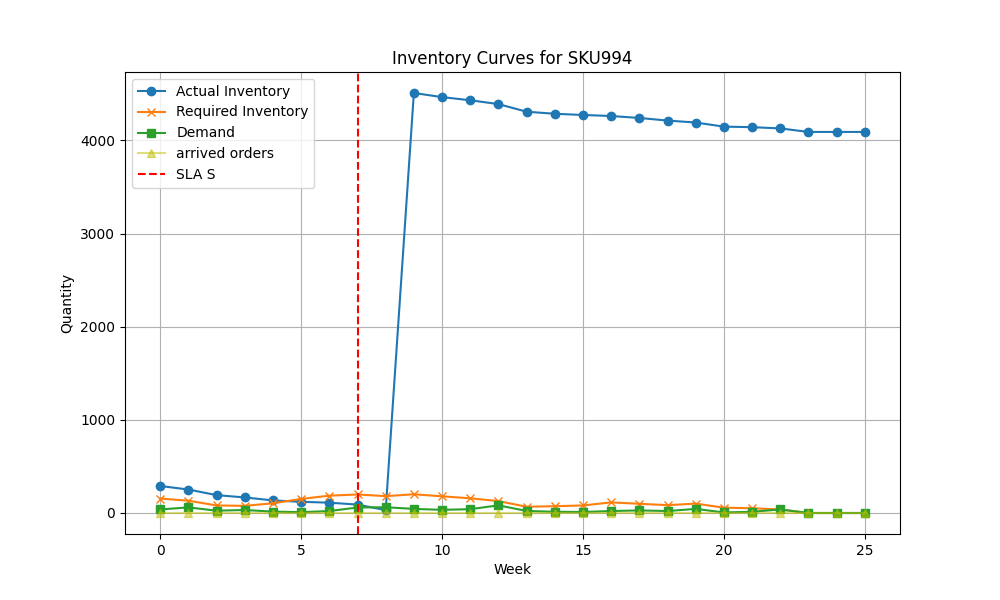 Inventory Curves for SKU994
Actual Inventory
Required Inventory
Demand
arrived orders
SLA S
4000
3000
2000
1000
0
Quantity
0 5 10 15 20 25
Week